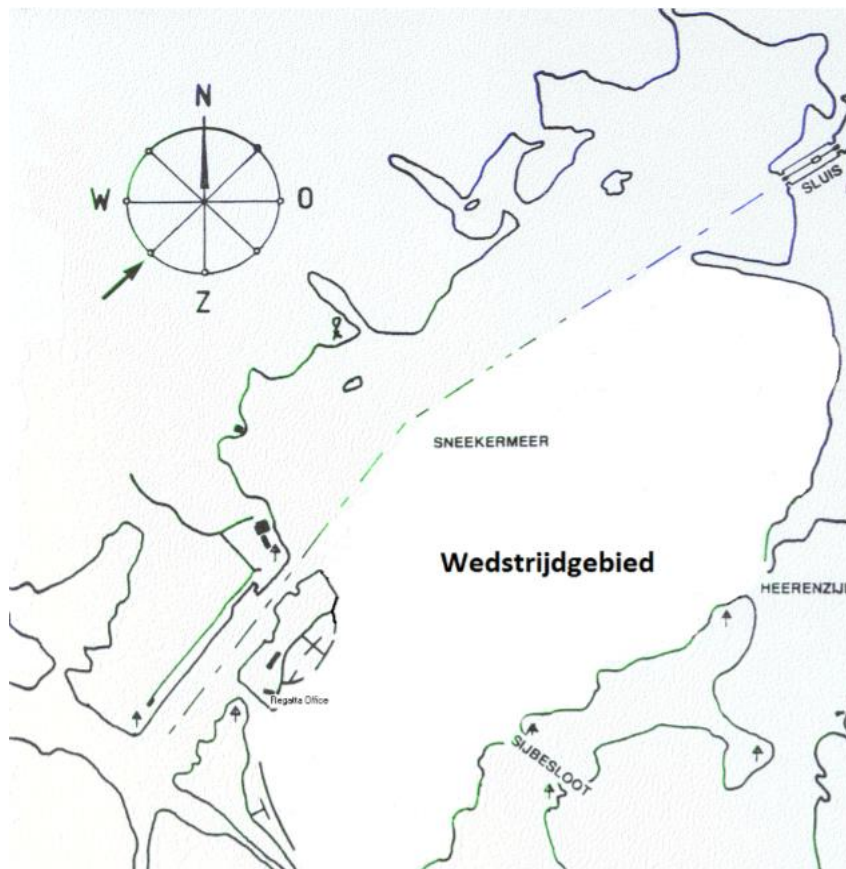 N
W
O
Z
SLUIS
SNEEKERMEER
Wedstrijdgebied
HEERENZIJ
Regatta Office
SIJBESLOOT